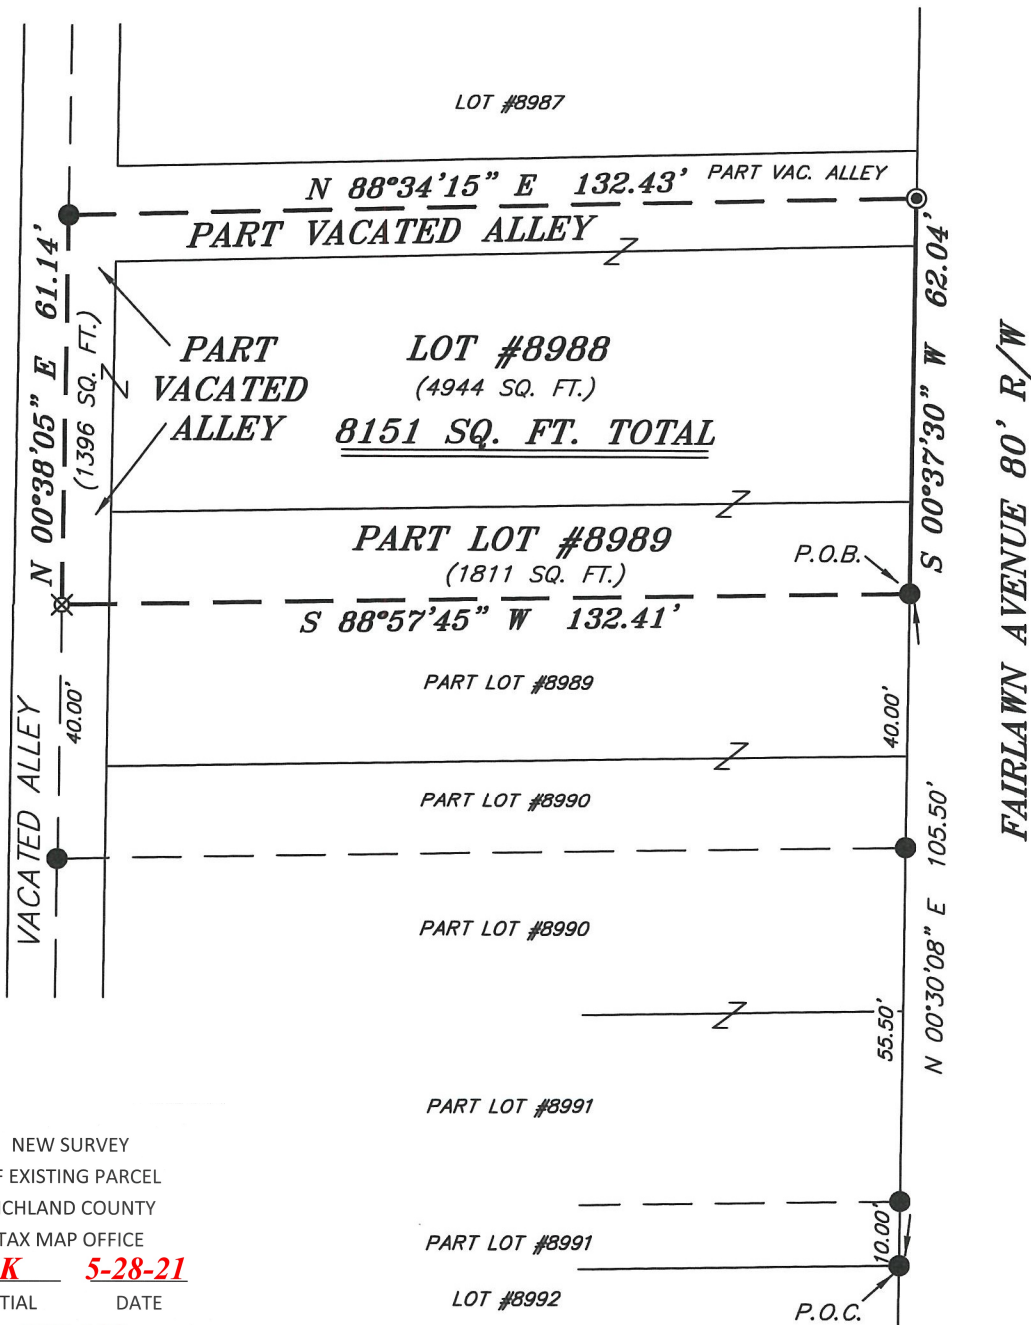 LOT #8987
PART VAC. ALLEY
N 88°34'15" E 132.43'
PART VACATED ALLEY
N 00°38'05" E 61.14'
(1396 SQ. FT.)
PART
VACATED
ALLEY
LOT #8988
(4944 SQ. FT.)
8151 SQ. FT. TOTAL
S 00°37'30" W 62.04'
FAIRLAWN AVENUE 80' R/W
PART LOT #8989
(1811 SQ. FT.)
P.O.B.
S 88°57'45" W 132.41'
PART LOT #8989
40.00'
40.00'
VACATED ALLEY
PART LOT #8990
N 00°30'08" E 105.50'
PART LOT #8990
55.50'
PART LOT #8991
10.00'
PART LOT #8991
LOT #8992
P.O.C.
NEW SURVEY
F EXISTING PARCEL
ICHLAND COUNTY
TAX MAP OFFICE
K 5-28-21
TIAL DATE